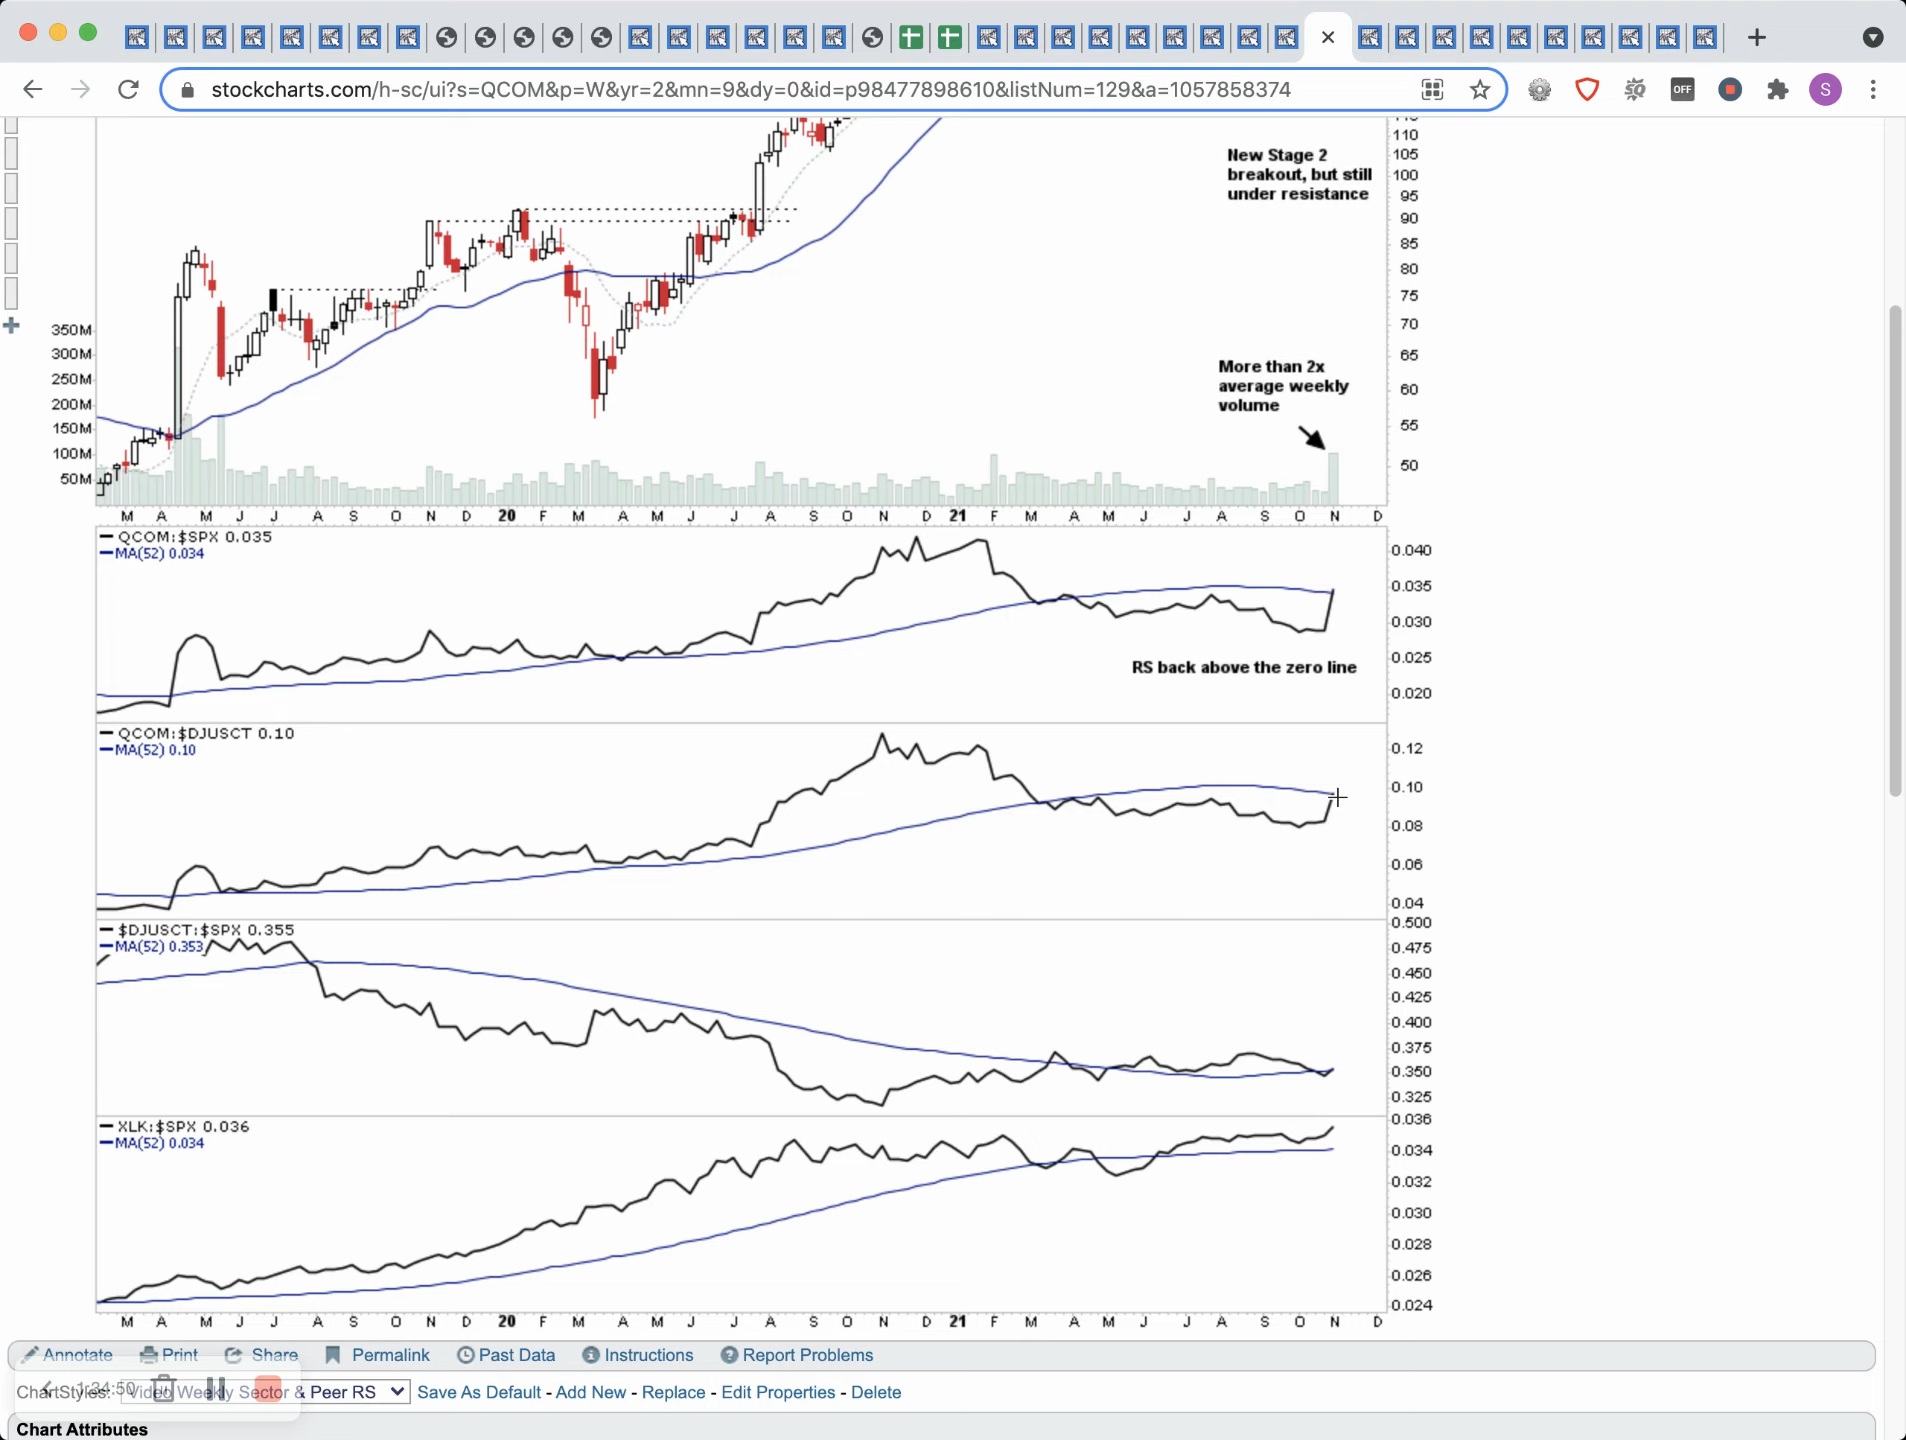 OFF
S
stockcharts.com/h-sc/ui?s=QCOM&p=W&yr=2&mn=9&dy=0&id=p98477898610&listNum=129&a=1057858374
New Stage 2
breakout, but still
under resistance
110
105
100
95
90
85
80
75
70
65
60
55
50
350M
300M
250M
200M
150M
100M
50M
More than 2x
average weekly
volume
M A M J J A S O N D 20 F M A M J J A S O N D 21 F M A M J J A S O N D
QCOM:$SPX 0.035
MA(52) 0.034
0.040
0.035
0.030
0.025
0.020
RS back above the zero line
QCOM:$DJUSCT 0.10
MA(52) 0.10
0.12
0.10
0.08
0.06
0.04
$DJUSCT:$SPX 0.355
MA(52) 0.353
0.500
0.475
0.450
0.425
0.400
0.375
0.350
0.325
XLK:$SPX 0.036
MA(52) 0.034
0.036
0.034
0.032
0.030
0.028
0.026
0.024
M A M J J A S O N D 20 F M A M J J A S O N D 21 F M A M J J A S O N D
Annotate Print Share Permalink Past Data Instructions Report Problems
ChartStyles: Video Weekly Sector & Peer RS Save As Default - Add New - Replace - Edit Properties - Delete
1:34:50
Chart Attributes